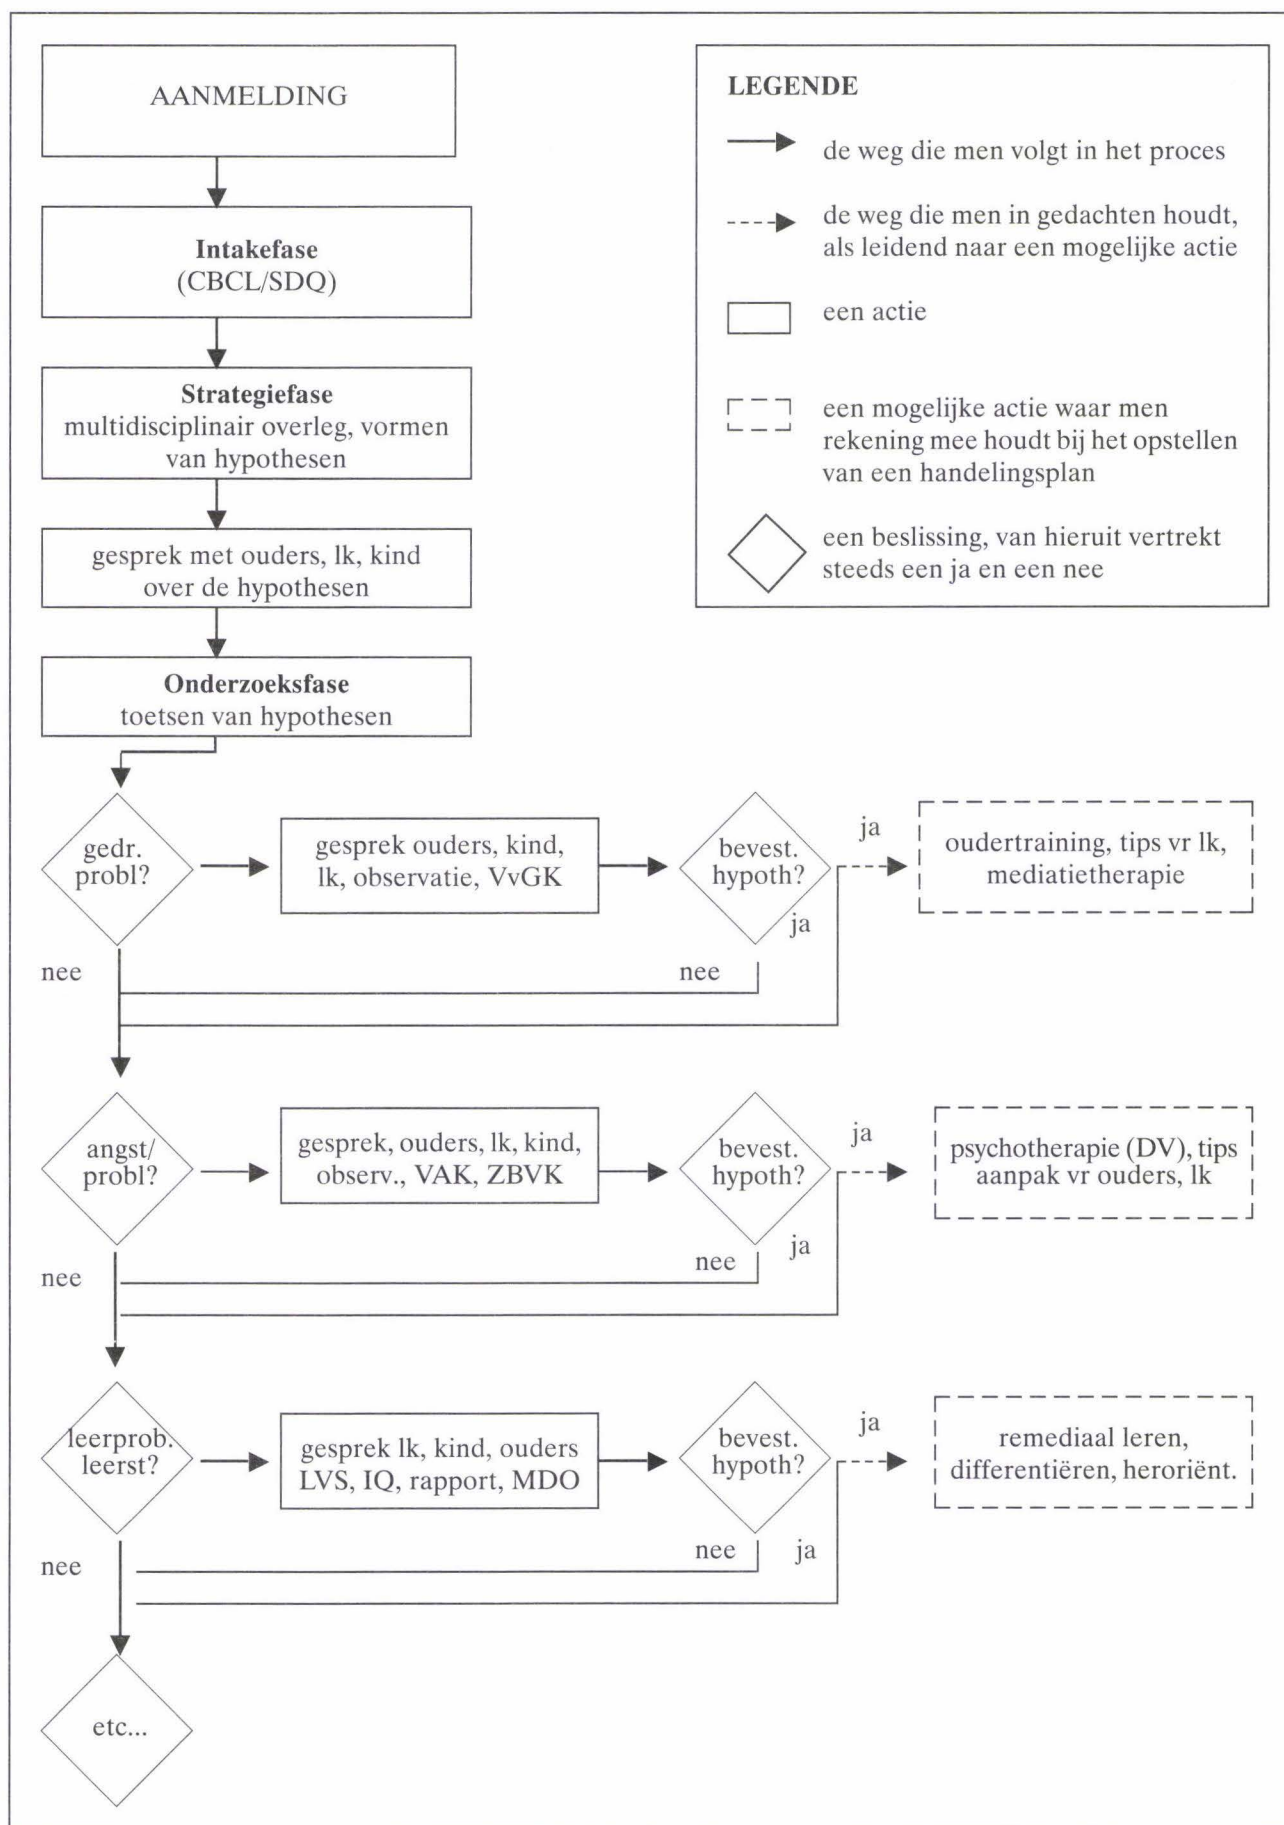 AANMELDING
Intakefase
(CBCL/SDQ)
Strategiefase
multidisciplinair overleg, vormen
van hypothesen
gesprek met ouders, lk, kind
over de hypothesen
Onderzoeksfase
toetsen van hypothesen
LEGENDE
de weg die men volgt in het proces
de weg die men in gedachten houdt,
als leidend naar een mogelijke actie
een actie
een mogelijke actie waar men
rekening mee houdt bij het opstellen
van een handelingsplan
een beslissing, van hieruit vertrekt
steeds een ja en een nee
gedr.
probl?
gesprek ouders, kind,
lk, observatie, VvGK
bevest.
hypoth?
ja
ja
oudertraining, tips vr lk,
mediatietherapie
nee
nee
angst/
probl?
gesprek, ouders, lk, kind,
observ., VAK, ZBVK
bevest.
hypoth?
ja
ja
psychotherapie (DV), tips
aanpak vr ouders, lk
nee
nee
leerprob.
leerst?
gesprek lk, kind, ouders
LVS, IQ, rapport, MDO
bevest.
hypoth?
ja
ja
remediaal leren,
differentiëren, heroriënt.
nee
nee
etc...